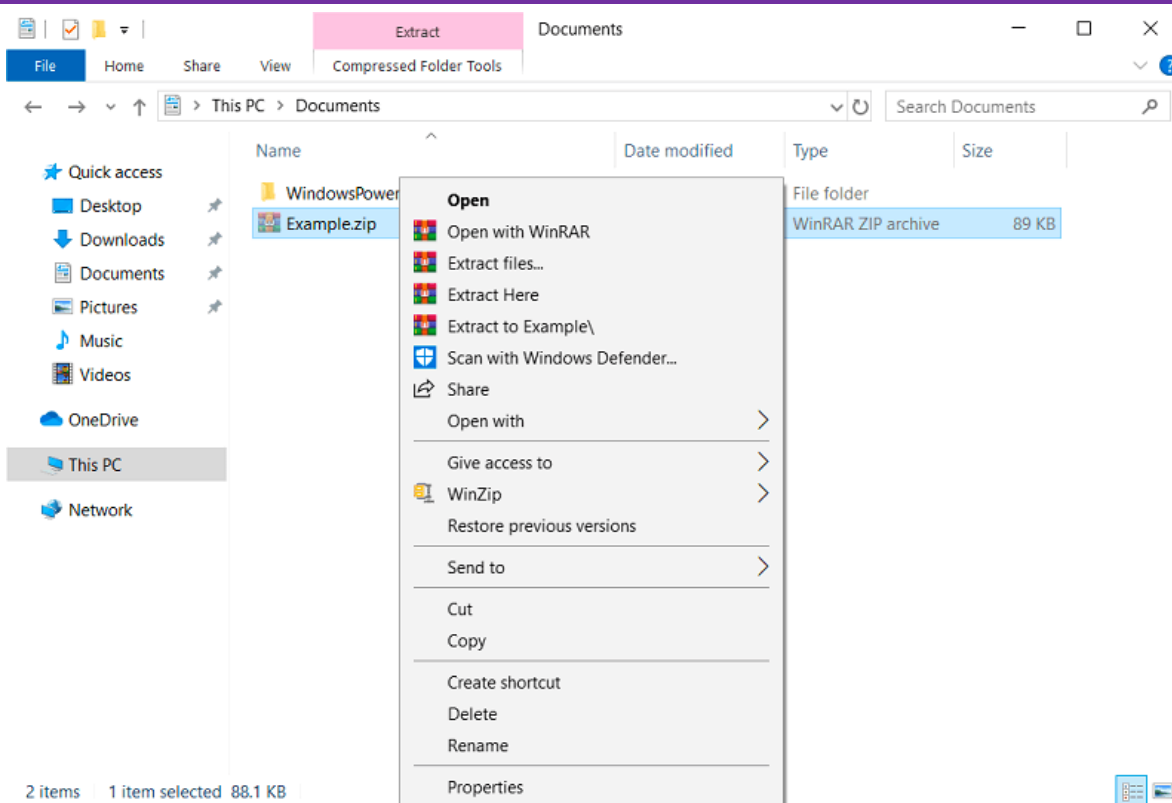 Extract
Documents
File
Home
Share
View
Compressed Folder Tools
?
This PC
Documents
Search Documents
Name
Date modified
Type
Size
Quick access
Desktop
Downloads
Documents
Pictures
Music
Videos
OneDrive
This PC
Network
File folder
Example.zip
WinRAR ZIP archive
89 KB
Open
Open with WinRAR
Extract files...
Extract Here
Extract to Example\
Scan with Windows Defender...
Share
Open with
Give access to
WinZip
Restore previous versions
Send to
Cut
Copy
Create shortcut
Delete
Rename
Properties
2 items
1 item selected 88.1 KB